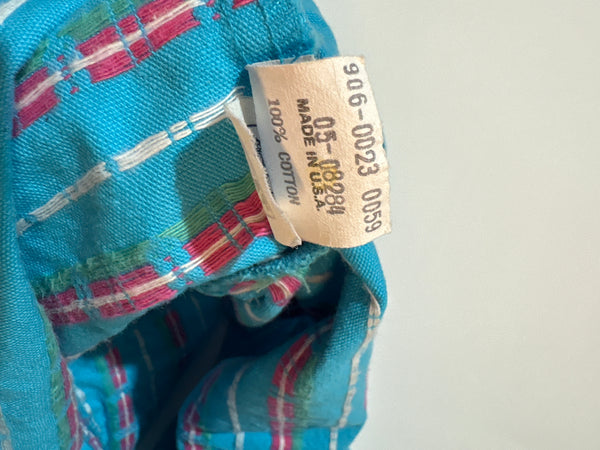 906-0023 0059
05-08284
MADE IN U.S.A.
100% COTTON